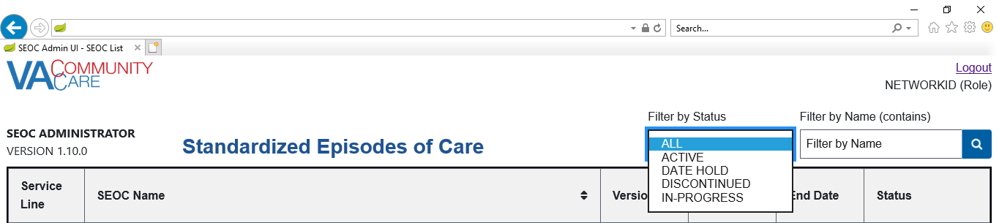 Search...
SEOC Admin UI - SEOC List
VA COMMUNITY CARE
Logout
NETWORKID (Role)
Filter by Status
Filter by Name (contains)
SEOC ADMINISTRATOR
VERSION 1.10.0
Standardized Episodes of Care
ALL
ACTIVE
DATE HOLD
DISCONTINUED
IN-PROGRESS
Filter by Name
Service
Line
SEOC Name
Versio
End Date
Status